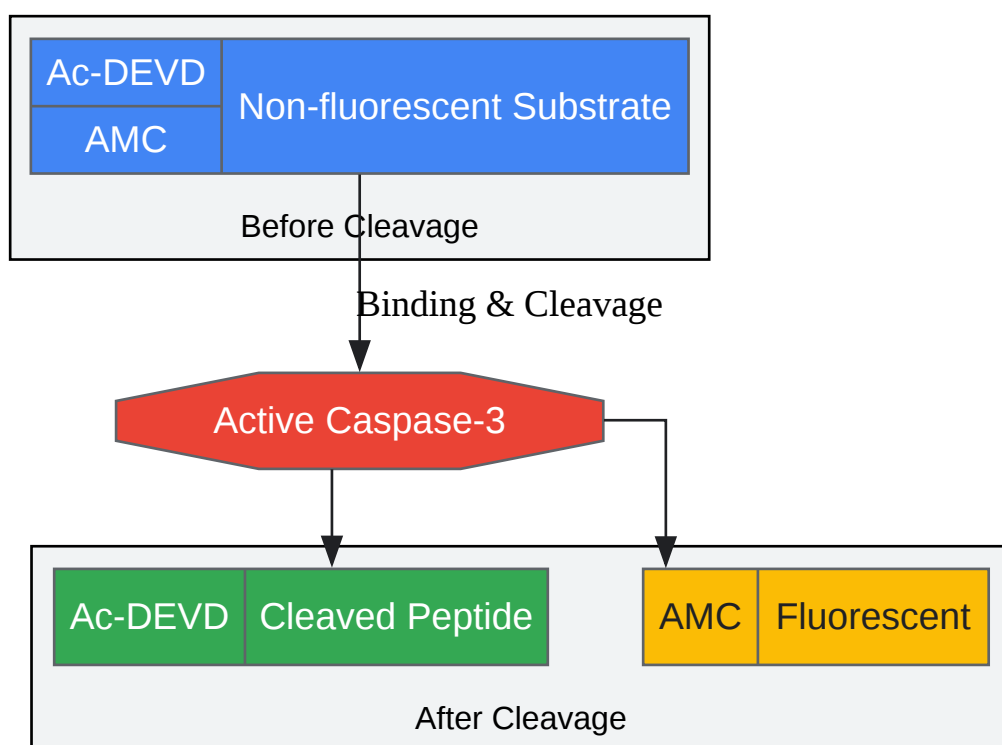 Ac-DEVD
AMC
Non-fluorescent Substrate
Before Cleavage
Binding & Cleavage
Active Caspase-3
Ac-DEVD
Cleaved Peptide
AMC
Fluorescent
After Cleavage